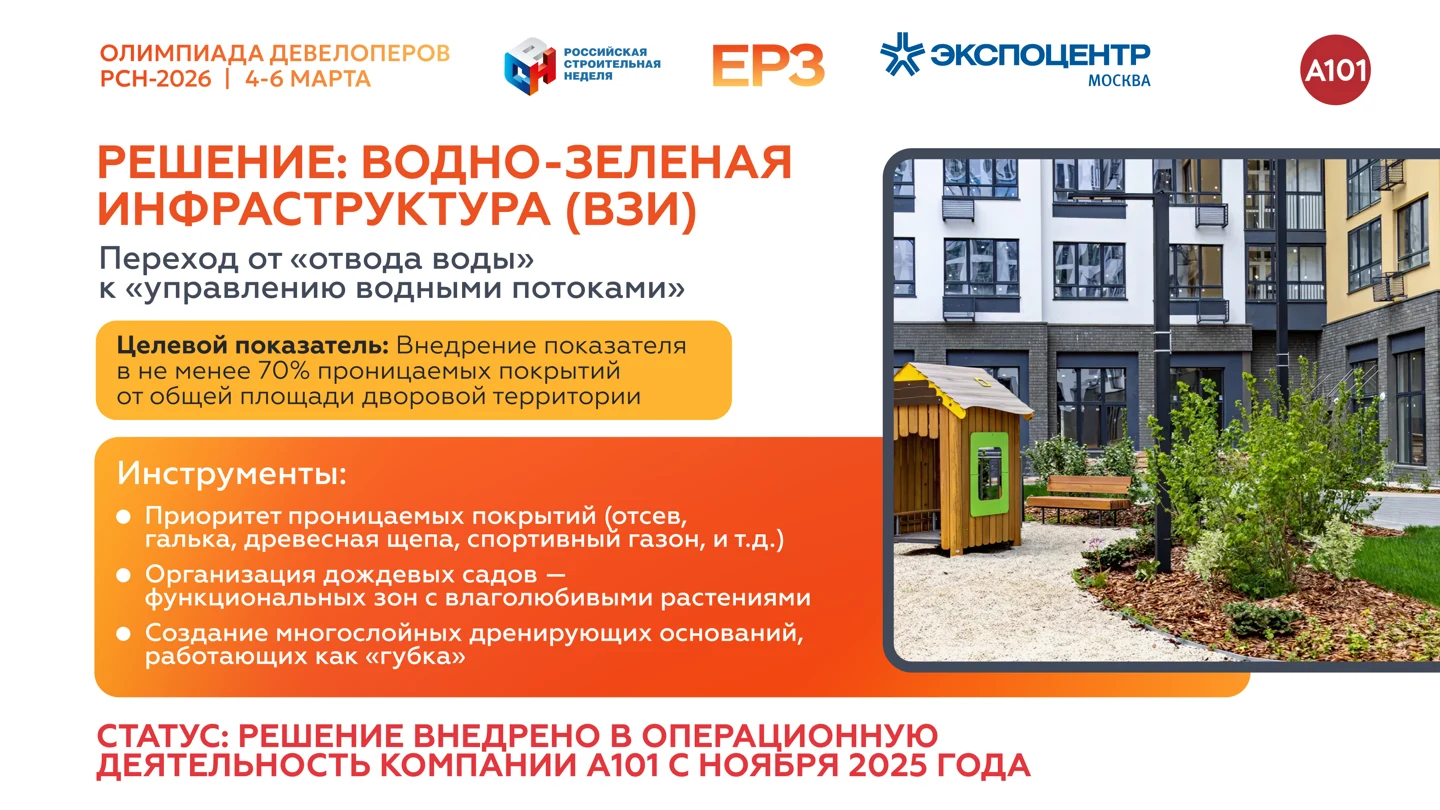 ОЛИМПИАДА ДЕВЕЛОПЕРОВ
РСН-2026 | 4-6 МАРТА
РОССИЙСКАЯ
СТРОИТЕЛЬНАЯ
НЕДЕЛЯ
ЕРЗ
ЭКСПОЦЕНТР
МОСКВА
А101
РЕШЕНИЕ: ВОДНО-ЗЕЛЕНАЯ
ИНФРАСТРУКТУРА (ВЗИ)
Переход от «отвода воды»
к «управлению водными потоками»
Целевой показатель: Внедрение показателя
в не менее 70% проницаемых покрытий
от общей площади дворовой территории
Инструменты:
Приоритет проницаемых покрытий (отсев,
галька, древесная щепа, спортивный газон, и т.д.)
Организация дождевых садов —
функциональных зон с влаголюбивыми растениями
Создание многослойных дренирующих оснований,
работающих как «губка»
СТАТУС: РЕШЕНИЕ ВНЕДРЕНО В ОПЕРАЦИОННУЮ
ДЕЯТЕЛЬНОСТЬ КОМПАНИИ А101 С НОЯБРЯ 2025 ГОДА